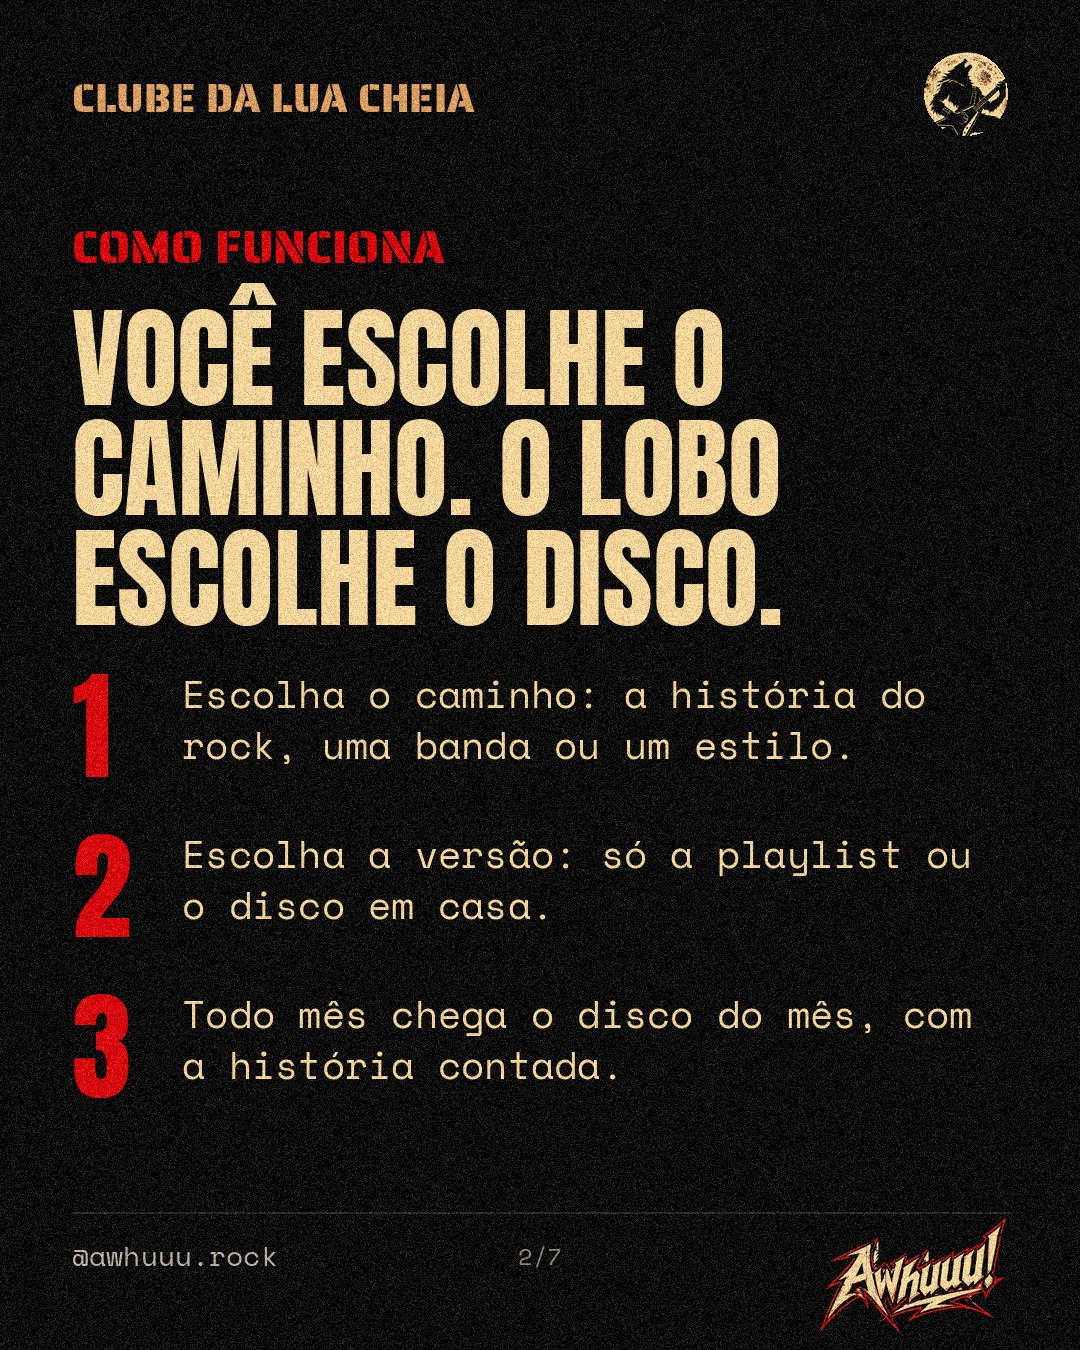 CLUBE DA LUA CHEIA
COMO FUNCIONA
VOCÊ ESCOLHE O
CAMINHO. O LOBO
ESCOLHE O DISCO.
1 Escolha o caminho: a história do
rock, uma banda ou um estilo.
2 Escolha a versão: só a playlist ou
o disco em casa.
3 Todo mês chega o disco do mês, com
a história contada.
@awhuuu.rock 2/7 Awhuuu!